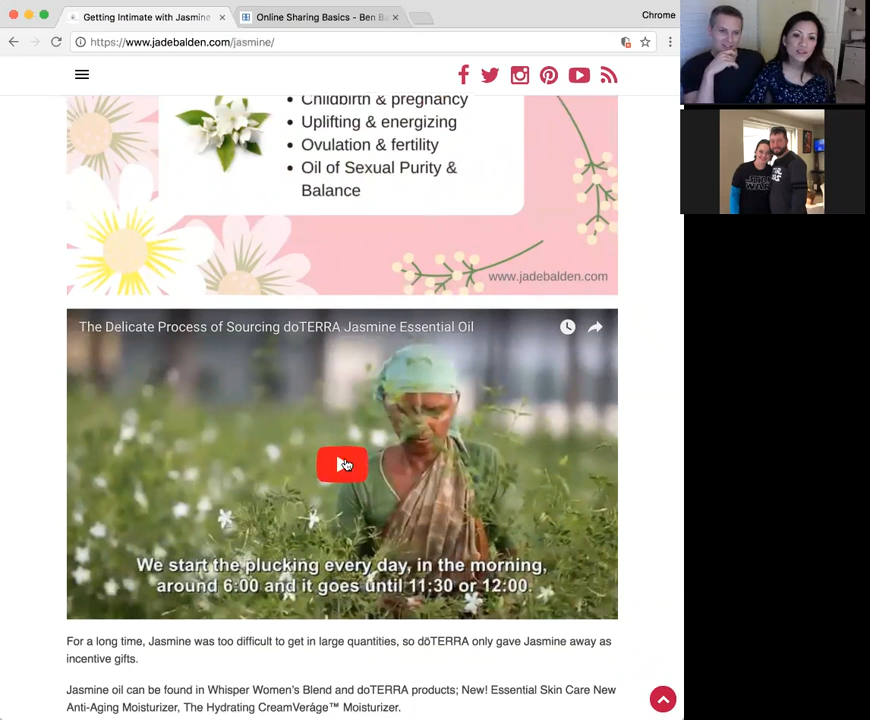 Getting Intimate with Jasmine
Online Sharing Basics - Ben B
Chrome
https://www.jadebalden.com/jasmine/
• Childbirth & pregnancy
• Uplifting & energizing
• Ovulation & fertility
• Oil of Sexual Purity &
Balance
www.jadebalden.com
The Delicate Process of Sourcing doTERRA Jasmine Essential Oil
We start the plucking every day, in the morning,
around 6:00 and it goes until 11:30 or 12:00.
For a long time, Jasmine was too difficult to get in large quantities, so dōTERRA only gave Jasmine away as
incentive gifts.
Jasmine oil can be found in Whisper Women's Blend and doTERRA products; New! Essential Skin Care New
Anti-Aging Moisturizer, The Hydrating CreamVeráge™ Moisturizer.
STAR
WARS